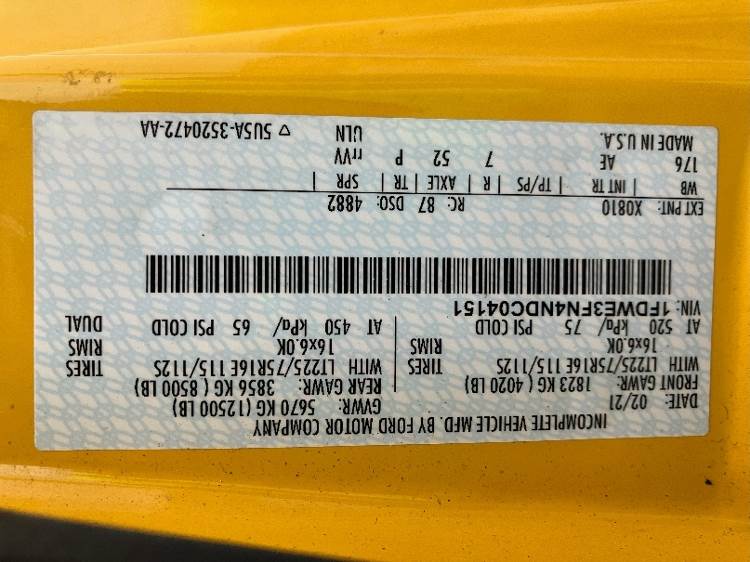 INCOMPLETE VEHICLE MFD. BY FORD MOTOR COMPANY
DATE: 02/21 GVWR: 5670 KG (12500 LB)
FRONT GAWR: 1823 KG (4020 LB) REAR GAWR: 3856 KG (8500 LB)
WITH LT225/75R16E 115/112S TIRES WITH LT225/75R16E 115/112S TIRES
16x6.0K RIMS 16x6.0K RIMS
AT 520 kPa/ 75 PSI COLD AT 450 kPa/ 65 PSI COLD DUAL
VIN: 1FDWE3FN4NDC04151
EXT PNT: X0810 RC: 87 DSO: 4882
WB | INT TR | TP/PS | R | AXLE | TR | SPR |
176 AE 7 52 P rrVV
MADE IN U.S.A. ULN ▽ 5U5A-3520472-AA